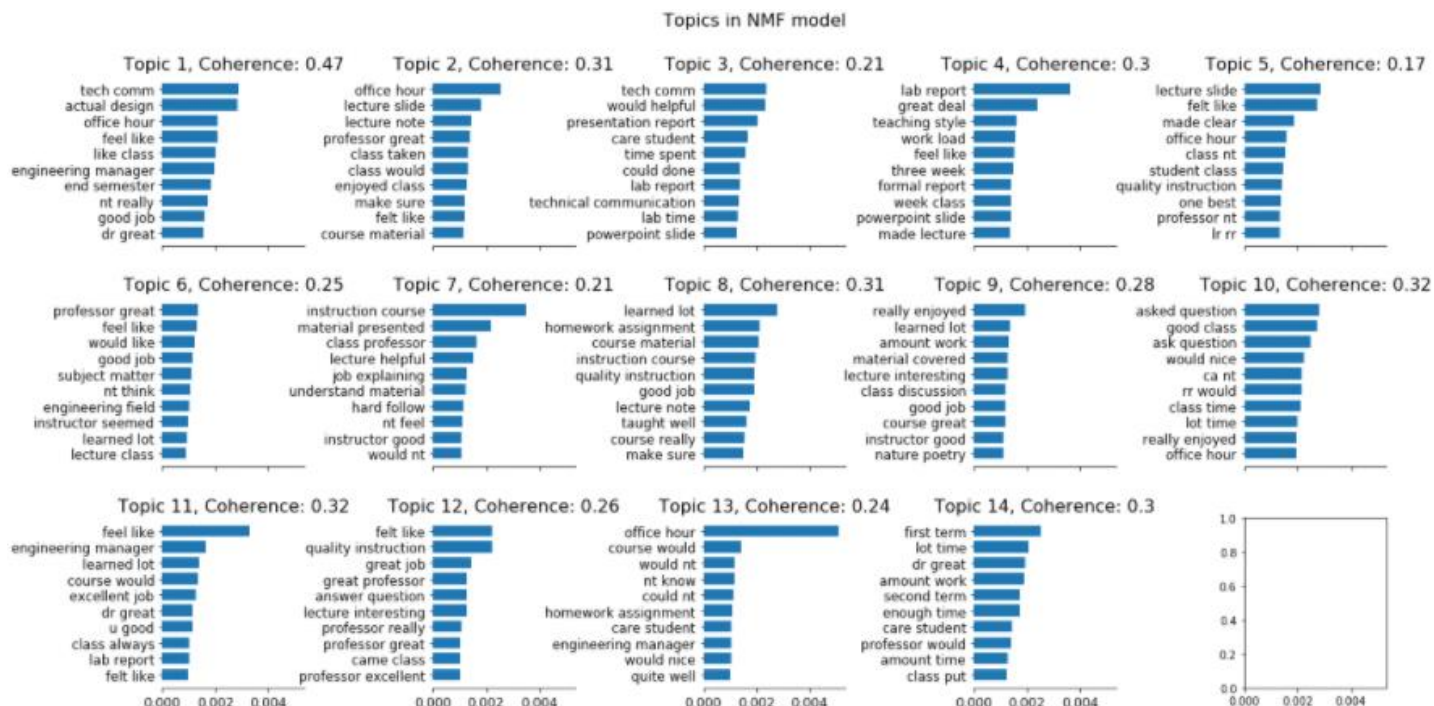 Topics in NMF model
Topic 1, Coherence: 0.47
tech comm
actual design
office hour
feel like
like class
engineering manager
end semester
nt really
good job
dr great
0.000 0.002 0.004
Topic 2, Coherence: 0.31
office hour
lecture slide
lecture note
professor great
class taken
class would
enjoyed class
make sure
felt like
course material
Topic 3, Coherence: 0.21
tech comm
would helpful
presentation report
care student
time spent
could done
lab report
technical communication
lab time
powerpoint slide
Topic 4, Coherence: 0.3
lab report
great deal
teaching style
work load
feel like
three week
formal report
week class
powerpoint slide
made lecture
Topic 5, Coherence: 0.17
lecture slide
felt like
made clear
office hour
class nt
student class
quality instruction
one best
professor nt
lr rr
Topic 6, Coherence: 0.25
professor great
feel like
would like
good job
subject matter
nt think
engineering field
instructor seemed
learned lot
lecture class
Topic 7, Coherence: 0.21
instruction course
material presented
class professor
lecture helpful
job explaining
understand material
hard follow
nt feel
instructor good
would nt
Topic 8, Coherence: 0.31
learned lot
homework assignment
course material
instruction course
quality instruction
good job
lecture note
taught well
course really
make sure
Topic 9, Coherence: 0.28
really enjoyed
learned lot
amount work
material covered
lecture interesting
class discussion
good job
course great
instructor good
nature poetry
Topic 10, Coherence: 0.32
asked question
good class
ask question
would nice
ca nt
rr would
class time
lot time
really enjoyed
office hour
Topic 11, Coherence: 0.32
feel like
engineering manager
learned lot
course would
excellent job
dr great
u good
class always
lab report
felt like
0.000 0.002 0.004
Topic 12, Coherence: 0.26
felt like
quality instruction
great job
great professor
answer question
lecture interesting
professor really
professor great
came class
professor excellent
0.000 0.002 0.004
Topic 13, Coherence: 0.24
office hour
course would
would nt
nt know
could nt
homework assignment
care student
engineering manager
would nice
quite well
0.000 0.002 0.004
Topic 14, Coherence: 0.3
first term
lot time
dr great
amount work
second term
enough time
care student
professor would
amount time
class put
0.000 0.002 0.004
1.0
0.8
0.6
0.4
0.2
0.0
0.000 0.002 0.004